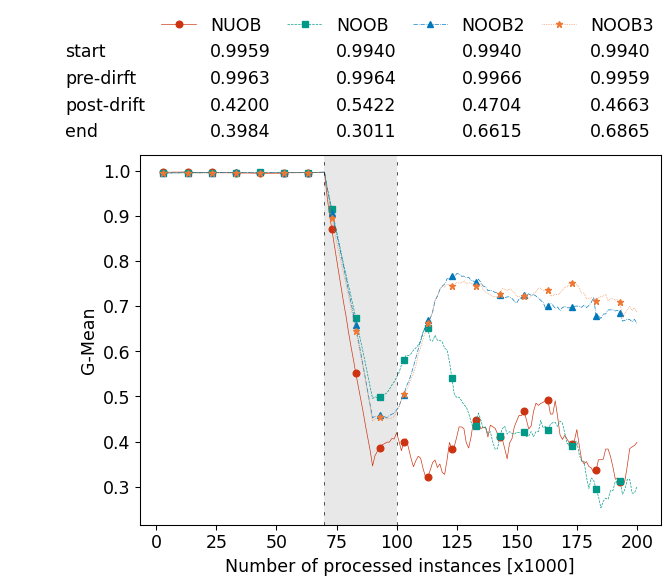 NUOB NOOB NOOB2 NOOB3
start 0.9959 0.9940 0.9940 0.9940
pre-dirft 0.9963 0.9964 0.9966 0.9959
post-drift 0.4200 0.5422 0.4704 0.4663
end 0.3984 0.3011 0.6615 0.6865
1.0
0.9
0.8
0.7
0.6
0.5
0.4
0.3
G-Mean
0 25 50 75 100 125 150 175 200
Number of processed instances [x1000]